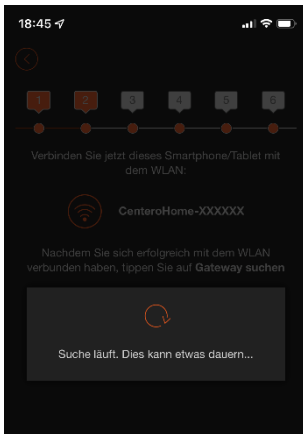 18:45
1 2 3 4 5 6
Verbinden Sie jetzt dieses Smartphone/Tablet mit
dem WLAN:
CenteroHome-XXXXXX
Nachdem Sie sich erfolgreich mit dem WLAN
verbunden haben, tippen Sie auf Gateway suchen
Suche läuft. Dies kann etwas dauern...